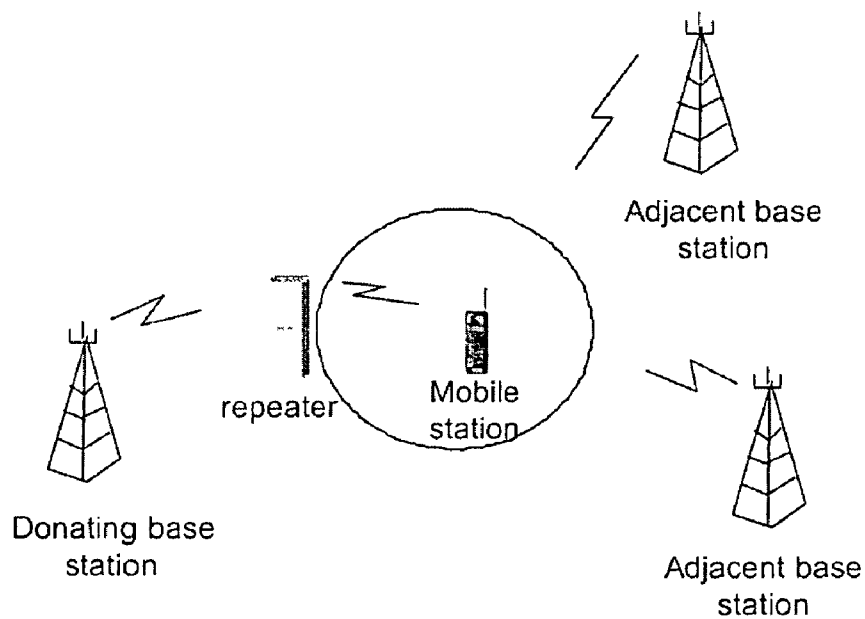 Adjacent base
station
repeater
Mobile
station
Donating base
station
Adjacent base
station